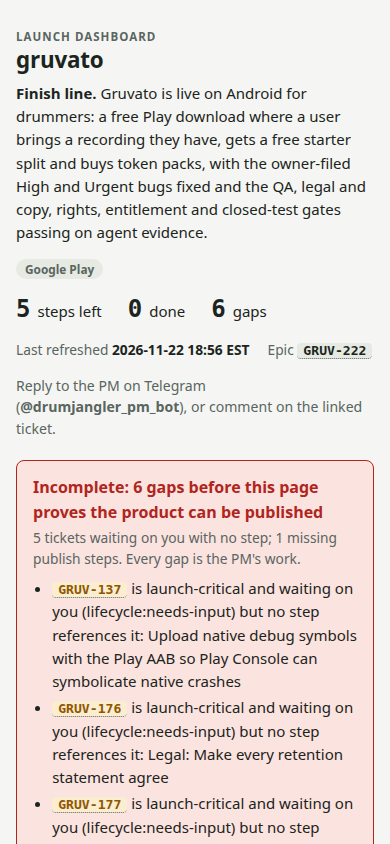 LAUNCH DASHBOARD
gruvato
Finish line. Gruvato is live on Android for
drummers: a free Play download where a user
brings a recording they have, gets a free starter
split and buys token packs, with the owner-filed
High and Urgent bugs fixed and the QA, legal and
copy, rights, entitlement and closed-test gates
passing on agent evidence.
Google Play
5 steps left 0 done 6 gaps
Last refreshed 2026-11-22 18:56 EST Epic GRUV-222
Reply to the PM on Telegram
(@drumjangler_pm_bot), or comment on the linked
ticket.
Incomplete: 6 gaps before this page
proves the product can be published
5 tickets waiting on you with no step; 1 missing
publish steps. Every gap is the PM's work.
• GRUV-137 is launch-critical and waiting on
you (lifecycle:needs-input) but no step
references it: Upload native debug symbols
with the Play AAB so Play Console can
symbolicate native crashes
• GRUV-176 is launch-critical and waiting on
you (lifecycle:needs-input) but no step
references it: Legal: Make every retention
statement agree
• GRUV-177 is launch-critical and waiting on
you (lifecycle:needs-input) but no step